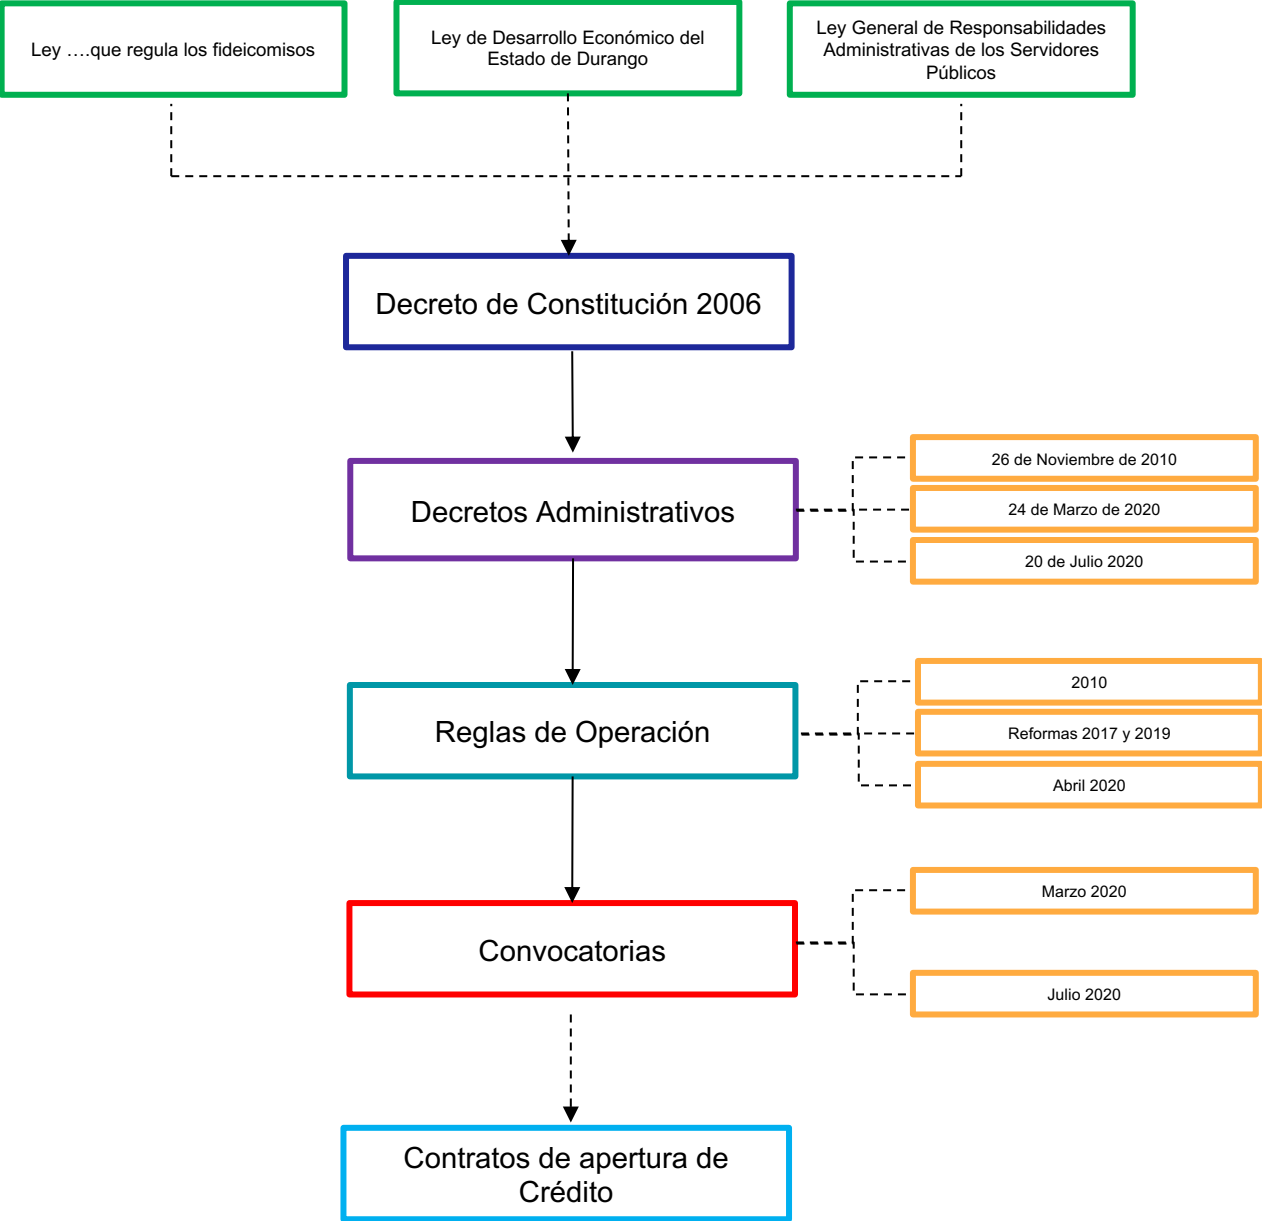 Ley ....que regula los fideicomisos
Ley de Desarrollo Económico del
Estado de Durango
Ley General de Responsabilidades
Administrativas de los Servidores
Públicos
Decreto de Constitución 2006
Decretos Administrativos
26 de Noviembre de 2010
24 de Marzo de 2020
20 de Julio 2020
Reglas de Operación
2010
Reformas 2017 y 2019
Abril 2020
Convocatorias
Marzo 2020
Julio 2020
Contratos de apertura de
Crédito